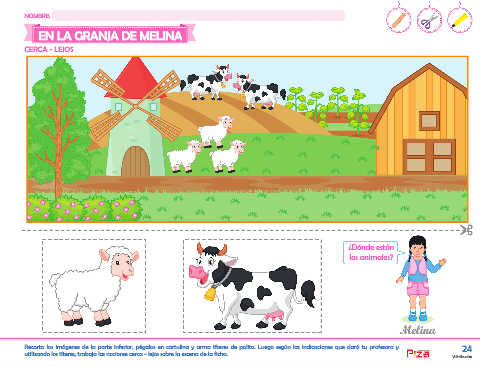 NOMBRE:
EN LA GRANJA DE MELINA
CERCA - LEJOS
¿Dónde están
los animales?
Melina
Recorta las imágenes de la parte inferior, pégalas en cartulina y arma títeres de palito. Luego según las indicaciones que dará tu profesora y
utilizando los títeres, trabaja las nociones cerca - lejos sobre la escena de la ficha.
24